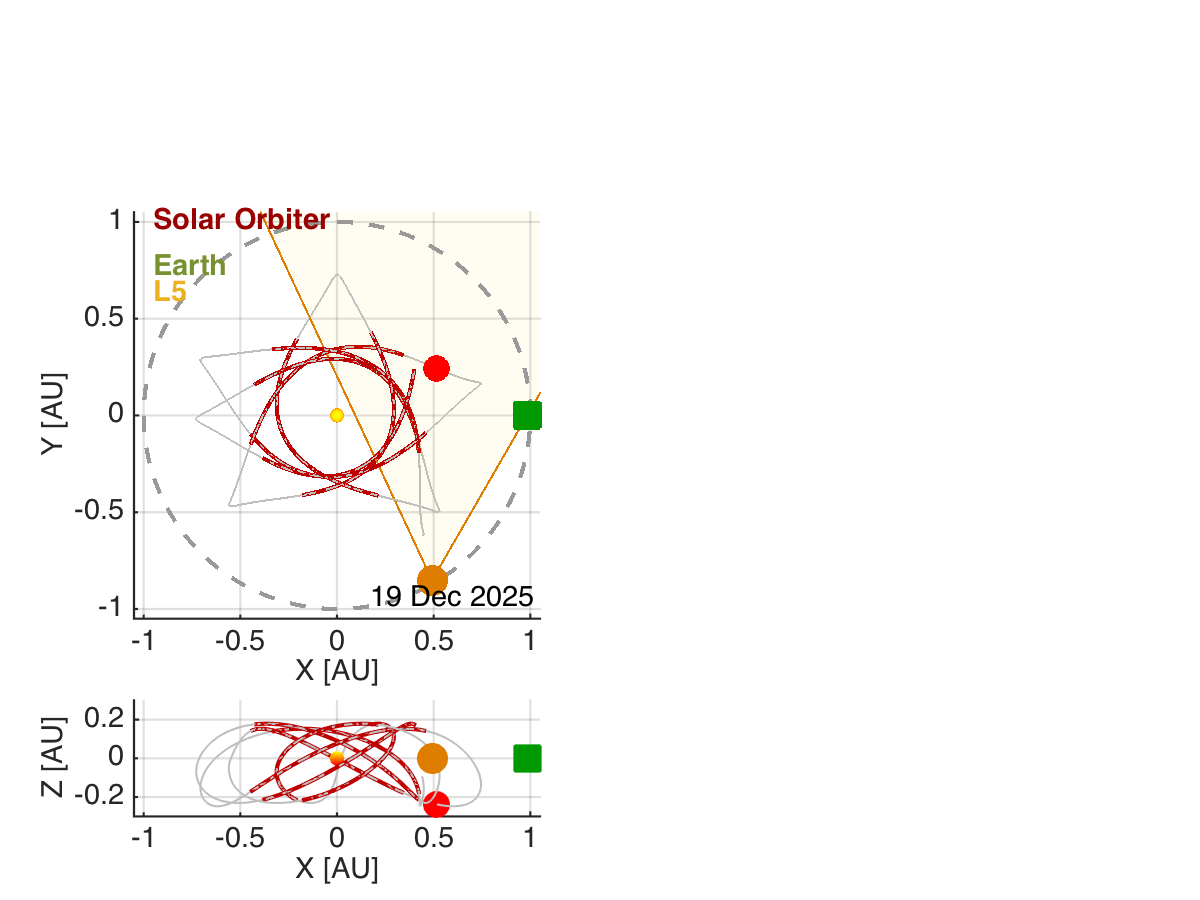 Solar Orbiter
Earth
L5
1
0.5
0
-0.5
-1
Y [AU]
19 Dec 2025
-1 -0.5 0 0.5 1
X [AU]
0.2
0
-0.2
Z [AU]
-1 -0.5 0 0.5 1
X [AU]